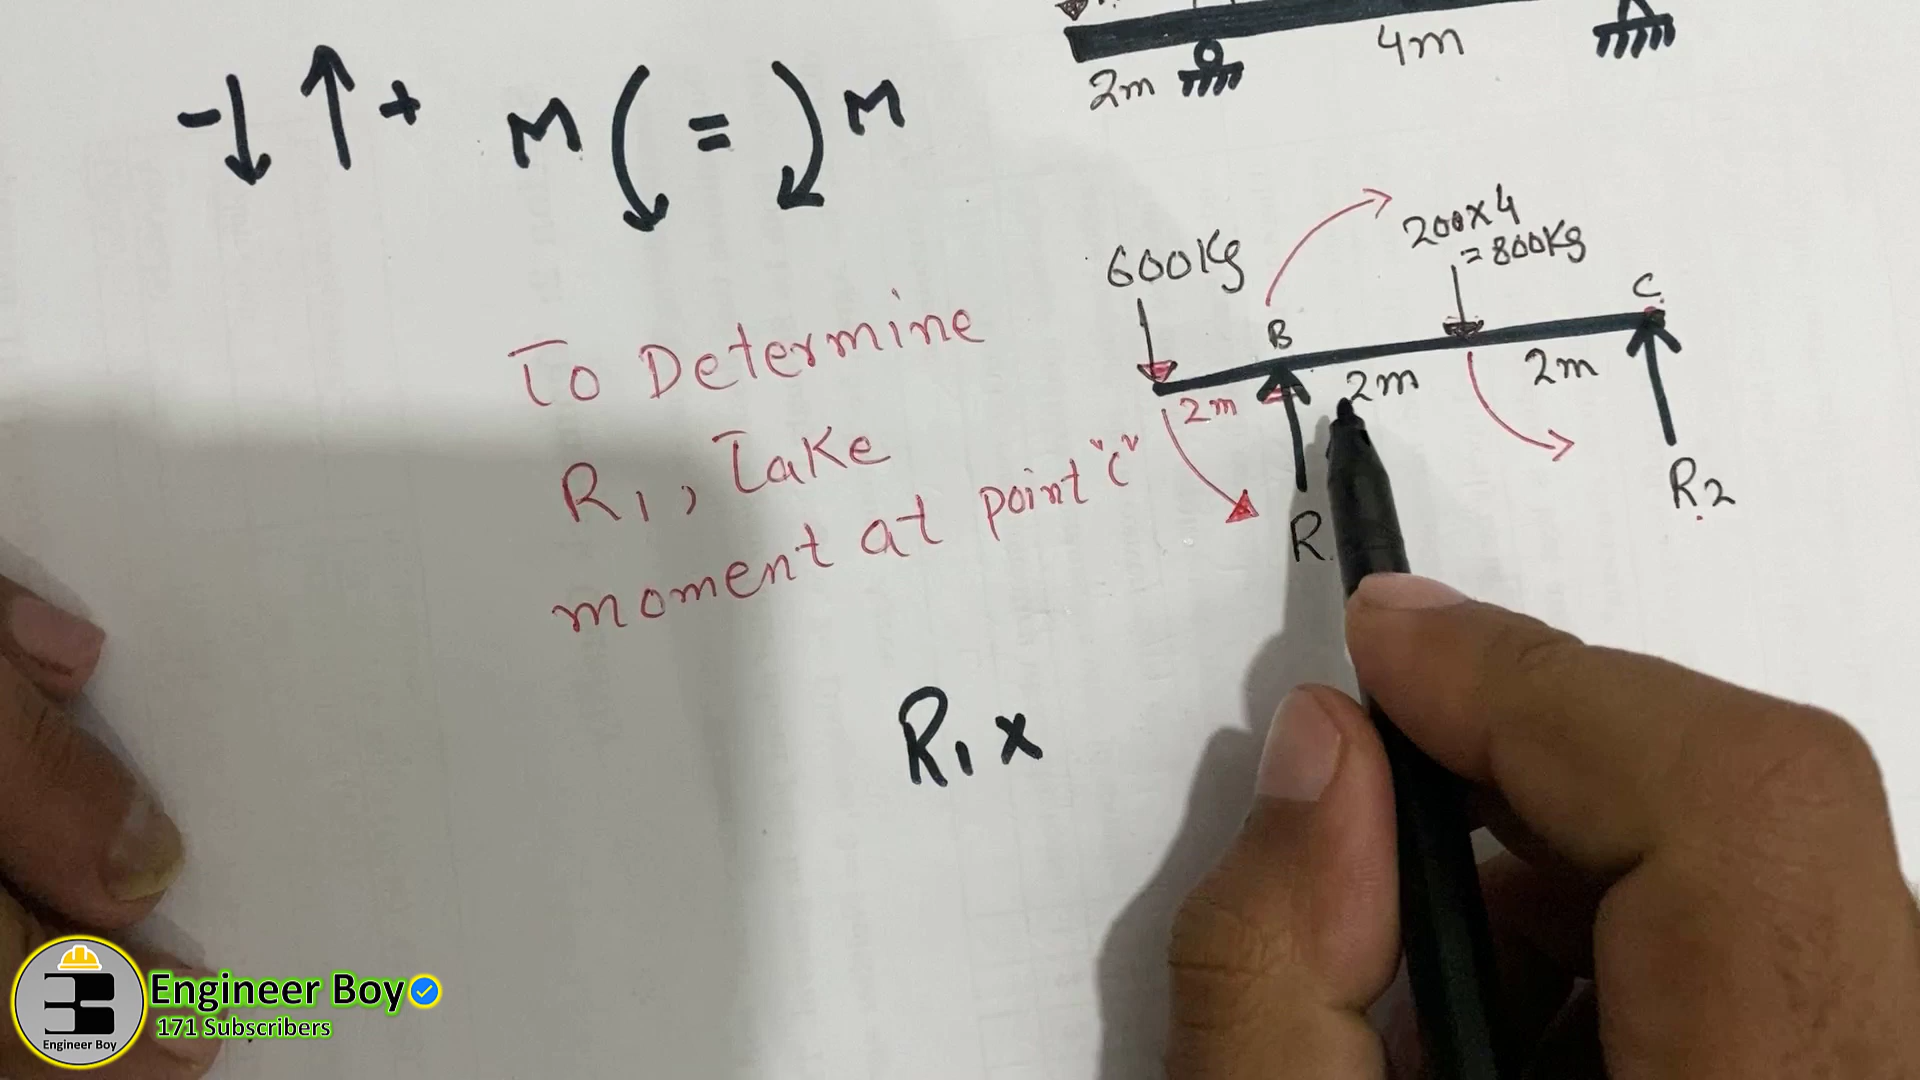 4m
2m
- + M = M
200x4
=800Kg
600Kg
B
C
2m
2m
2m
R
R2
To Determine
R1, Take
moment at point "C"
R1 x
Engineer Boy
171 Subscribers
Engineer Boy